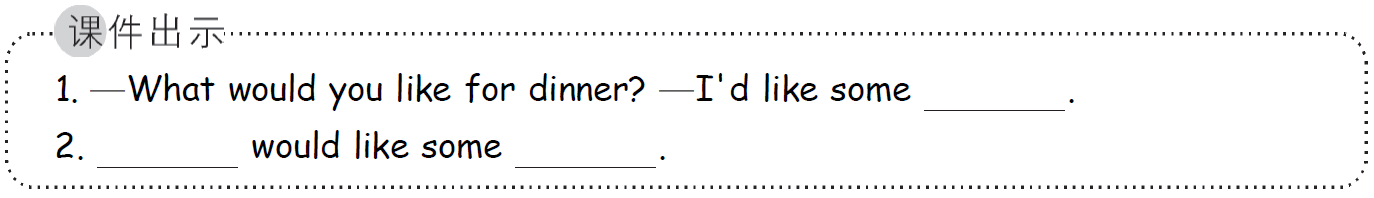 课件出示
1. —What would you like for dinner? —I'd like some ________.
2. ________ would like some ________.